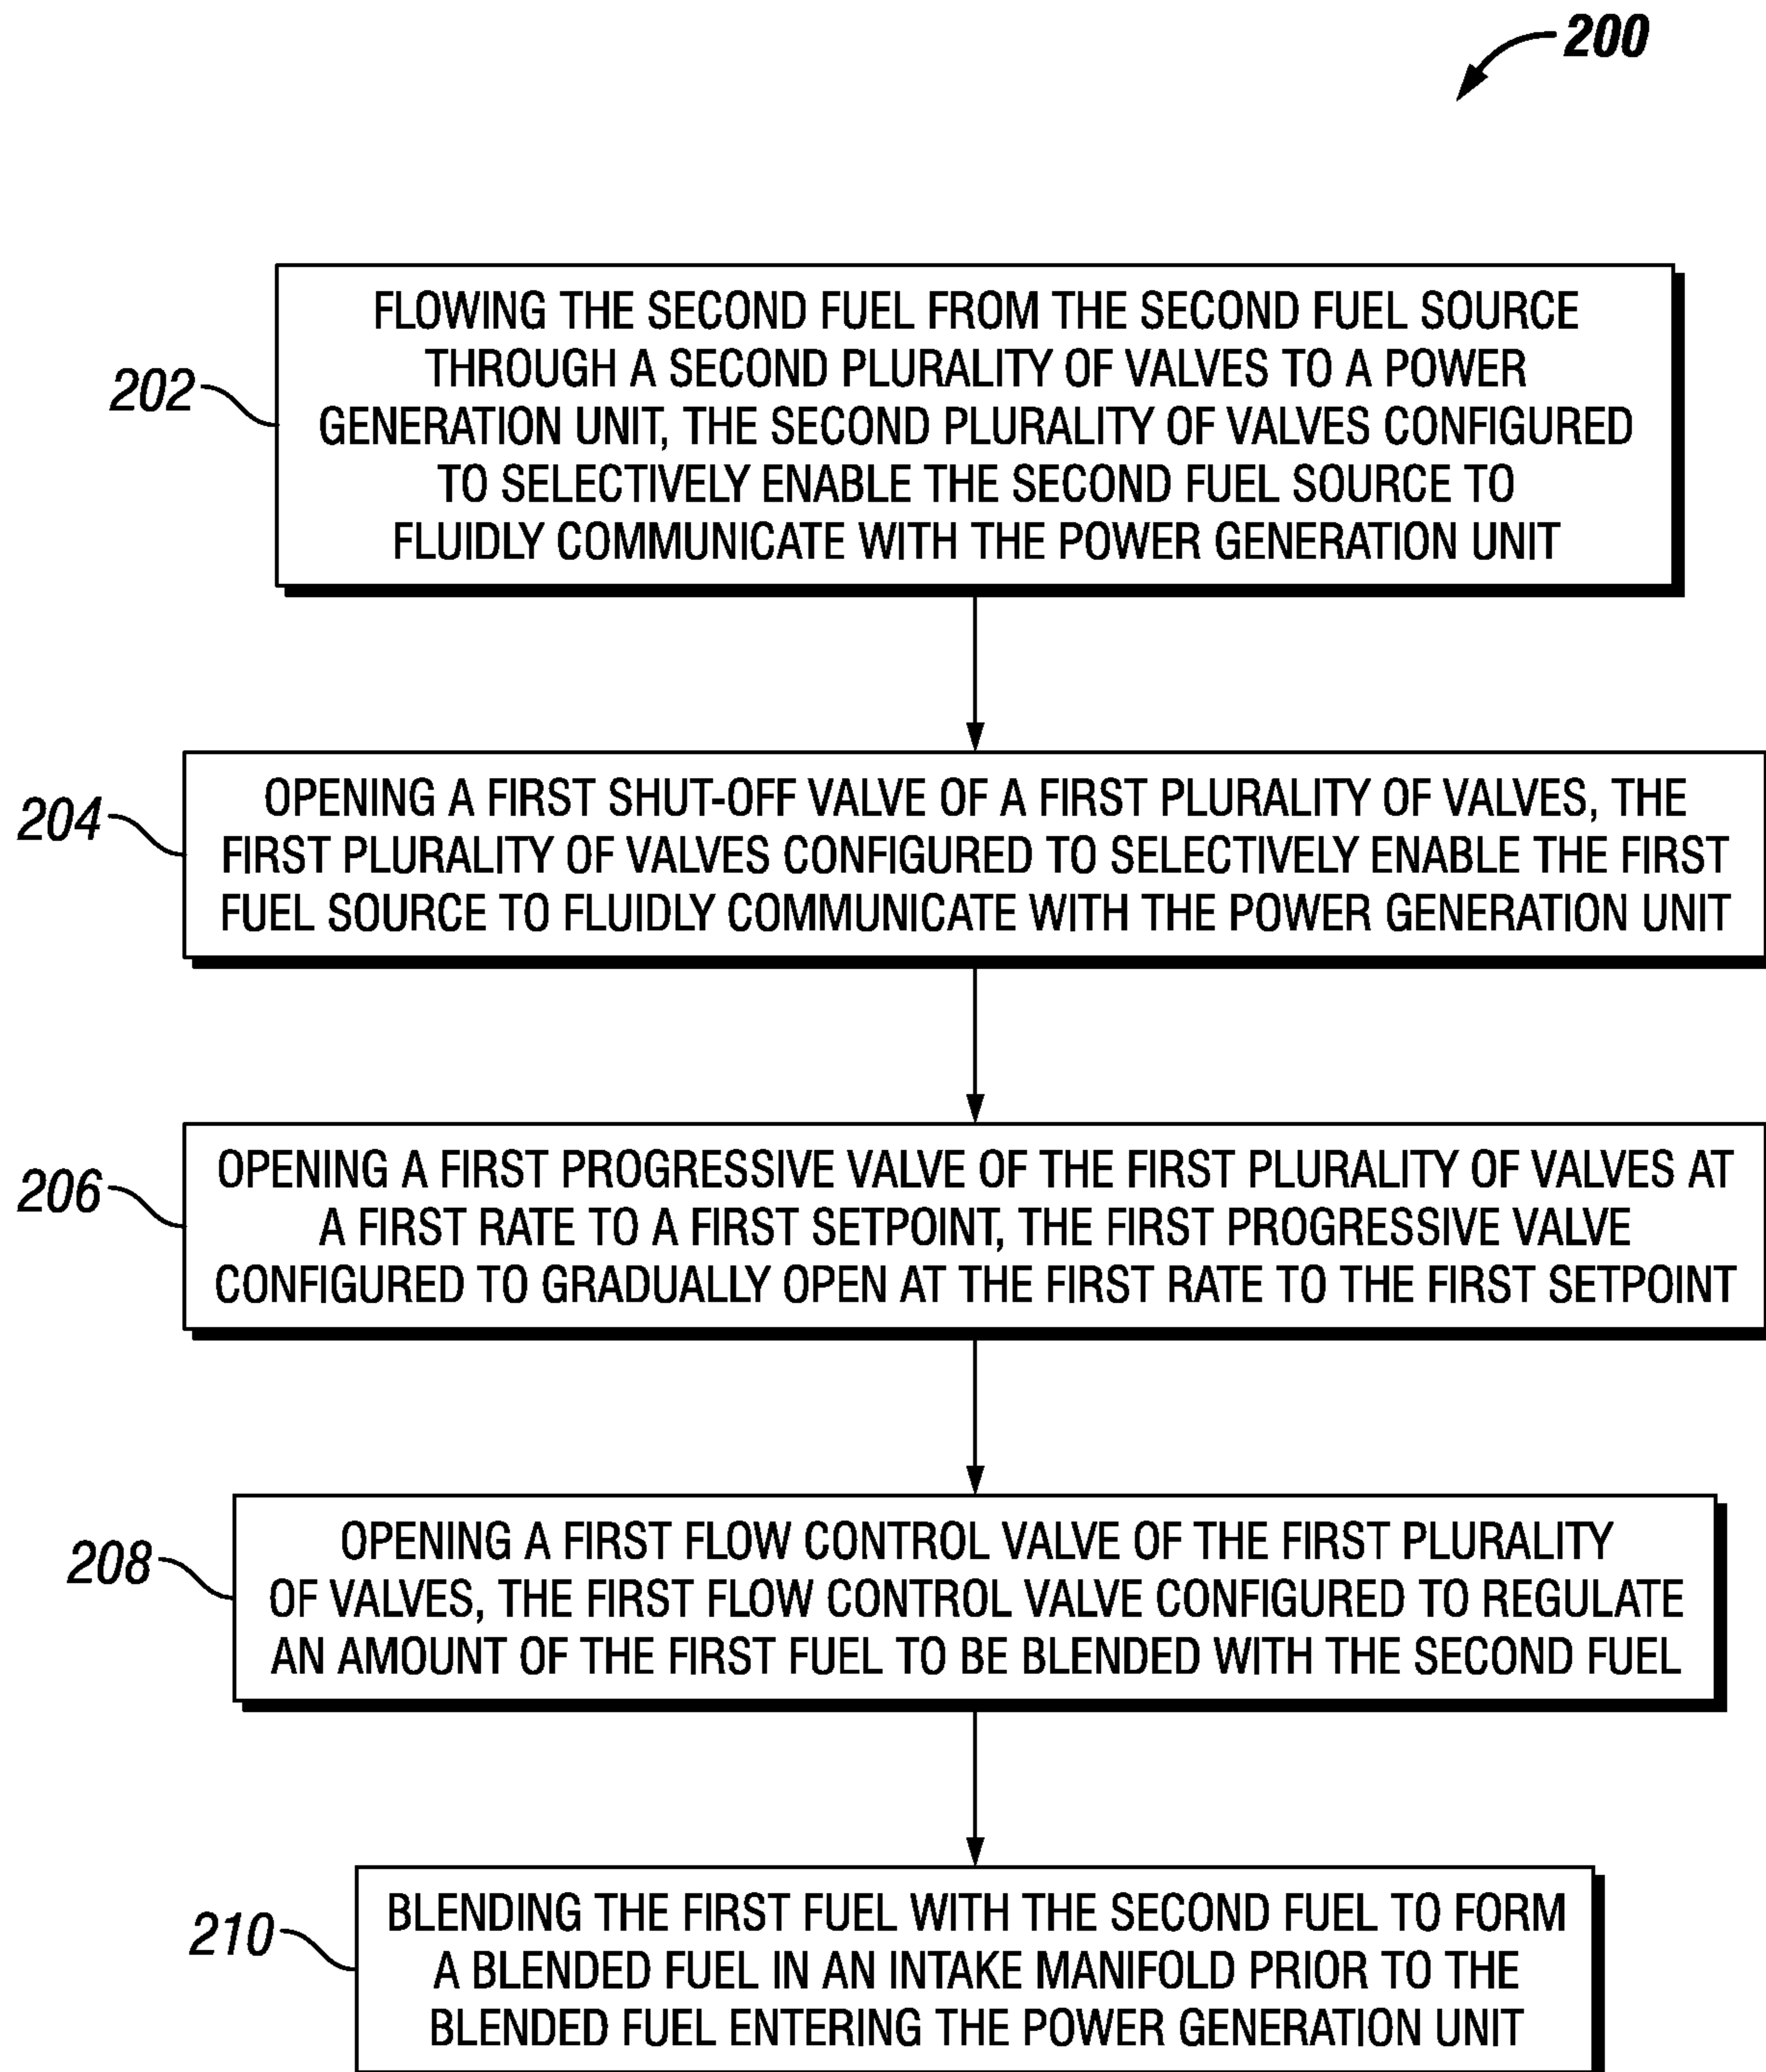 200
202
FLOWING THE SECOND FUEL FROM THE SECOND FUEL SOURCE
THROUGH A SECOND PLURALITY OF VALVES TO A POWER
GENERATION UNIT, THE SECOND PLURALITY OF VALVES CONFIGURED
TO SELECTIVELY ENABLE THE SECOND FUEL SOURCE TO
FLUIDLY COMMUNICATE WITH THE POWER GENERATION UNIT
204
OPENING A FIRST SHUT-OFF VALVE OF A FIRST PLURALITY OF VALVES, THE
FIRST PLURALITY OF VALVES CONFIGURED TO SELECTIVELY ENABLE THE FIRST
FUEL SOURCE TO FLUIDLY COMMUNICATE WITH THE POWER GENERATION UNIT
206
OPENING A FIRST PROGRESSIVE VALVE OF THE FIRST PLURALITY OF VALVES AT
A FIRST RATE TO A FIRST SETPOINT, THE FIRST PROGRESSIVE VALVE
CONFIGURED TO GRADUALLY OPEN AT THE FIRST RATE TO THE FIRST SETPOINT
208
OPENING A FIRST FLOW CONTROL VALVE OF THE FIRST PLURALITY
OF VALVES, THE FIRST FLOW CONTROL VALVE CONFIGURED TO REGULATE
AN AMOUNT OF THE FIRST FUEL TO BE BLENDED WITH THE SECOND FUEL
210
BLENDING THE FIRST FUEL WITH THE SECOND FUEL TO FORM
A BLENDED FUEL IN AN INTAKE MANIFOLD PRIOR TO THE
BLENDED FUEL ENTERING THE POWER GENERATION UNIT